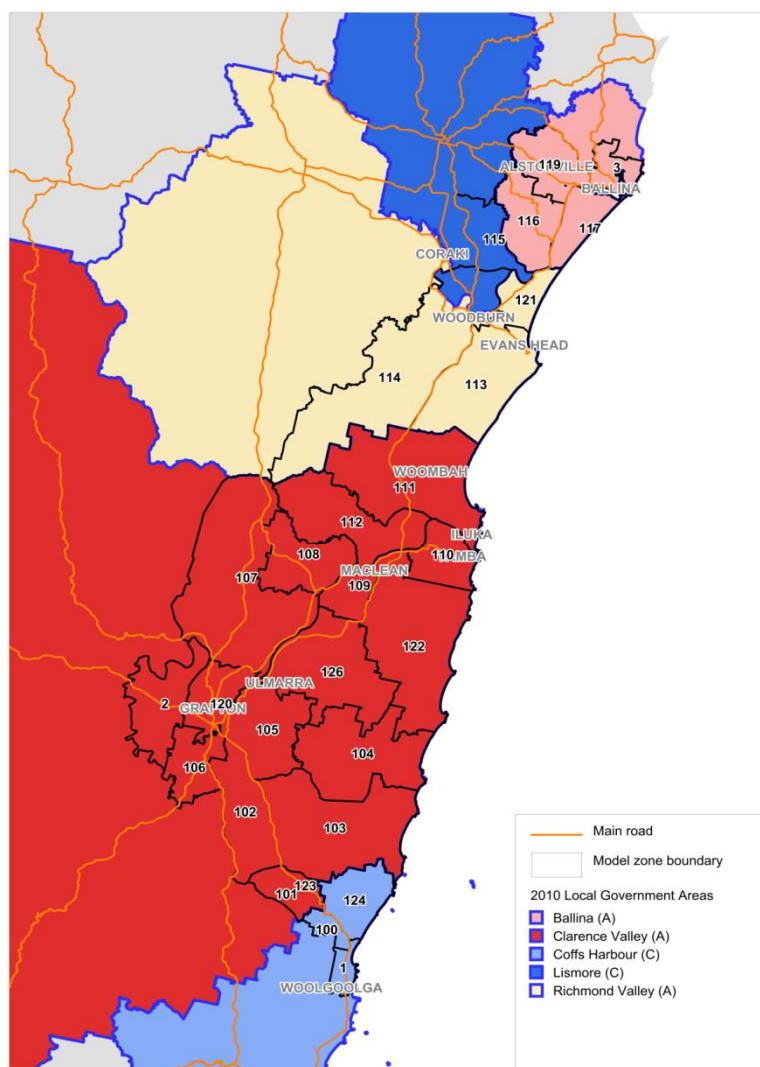 119
ALSTONVILLE
3
BALLINA
116
117
115
CORAKI
121
WOODBURN
EVANS HEAD
114
113
WOOMBAH
111
112
ILUKA
108
110
MACLEAN
109
107
122
126
ULMARRA
2
120
GRAFTON
105
104
106
102
103
123
101
124
100
1
WOOLGOOLGA
Main road
Model zone boundary
2010 Local Government Areas
Ballina (A)
Clarence Valley (A)
Coffs Harbour (C)
Lismore (C)
Richmond Valley (A)